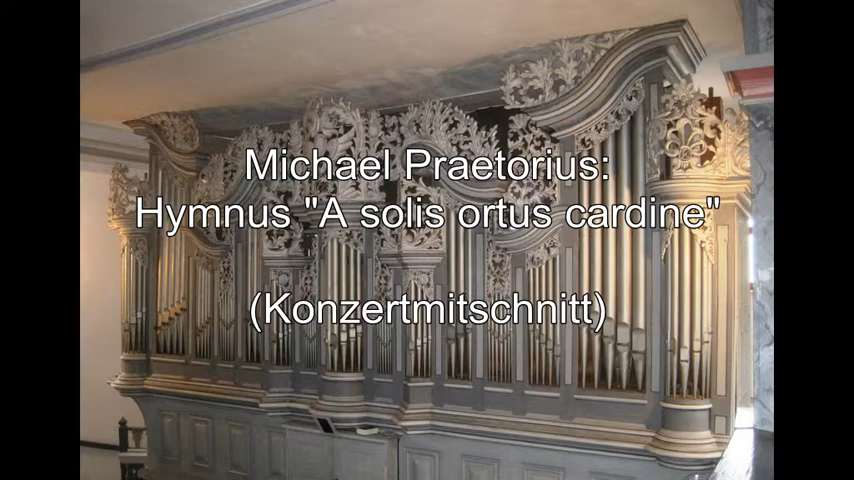 Michael Praetorius:
Hymnus "A solis ortus cardine"
(Konzertmitschnitt)